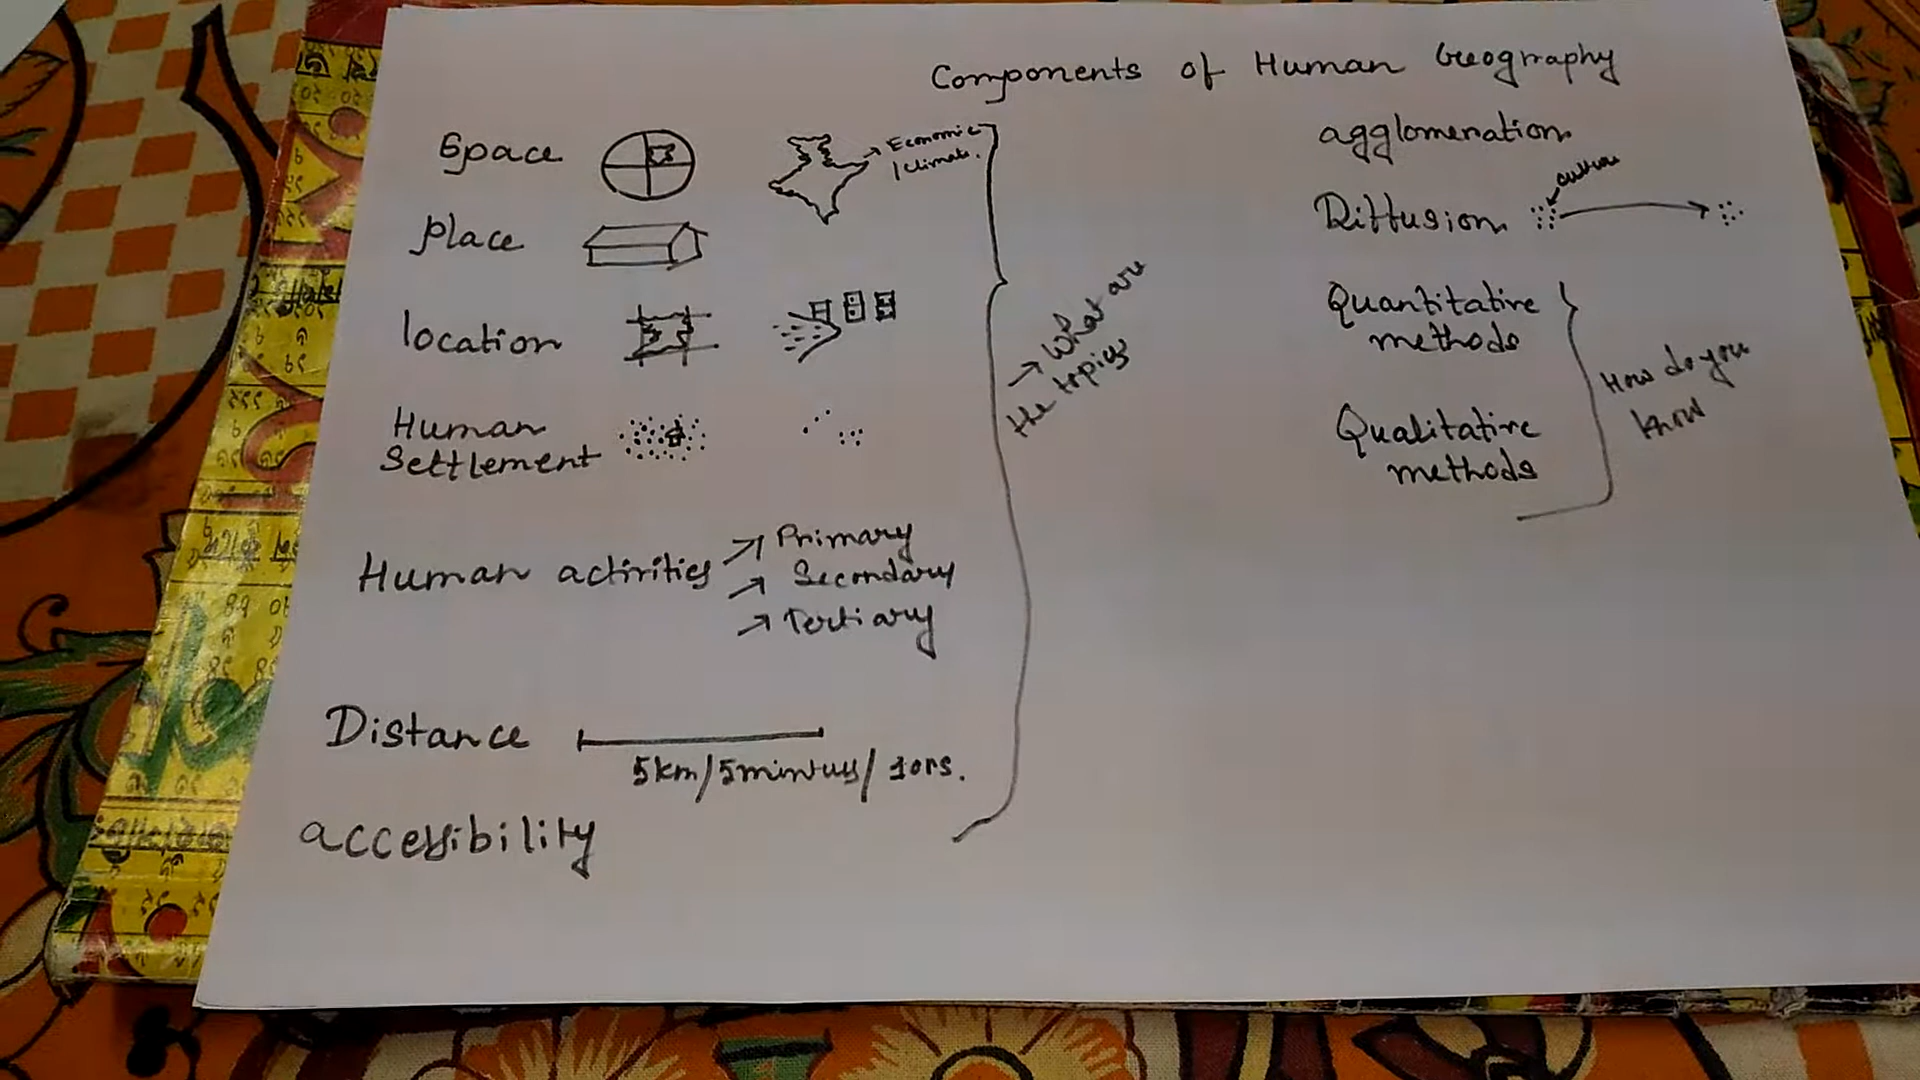 Components of Human Geography
Space
Economic
/climate.
place
location
Human
Settlement
Human activities
Primary
Secondary
Tertiary
Distance
5km/5minutes/
accessibility
→ What are
the topics
agglomeration
Diffusion
culture
Quantitative
methods
Qualitative
methods
How do you
know